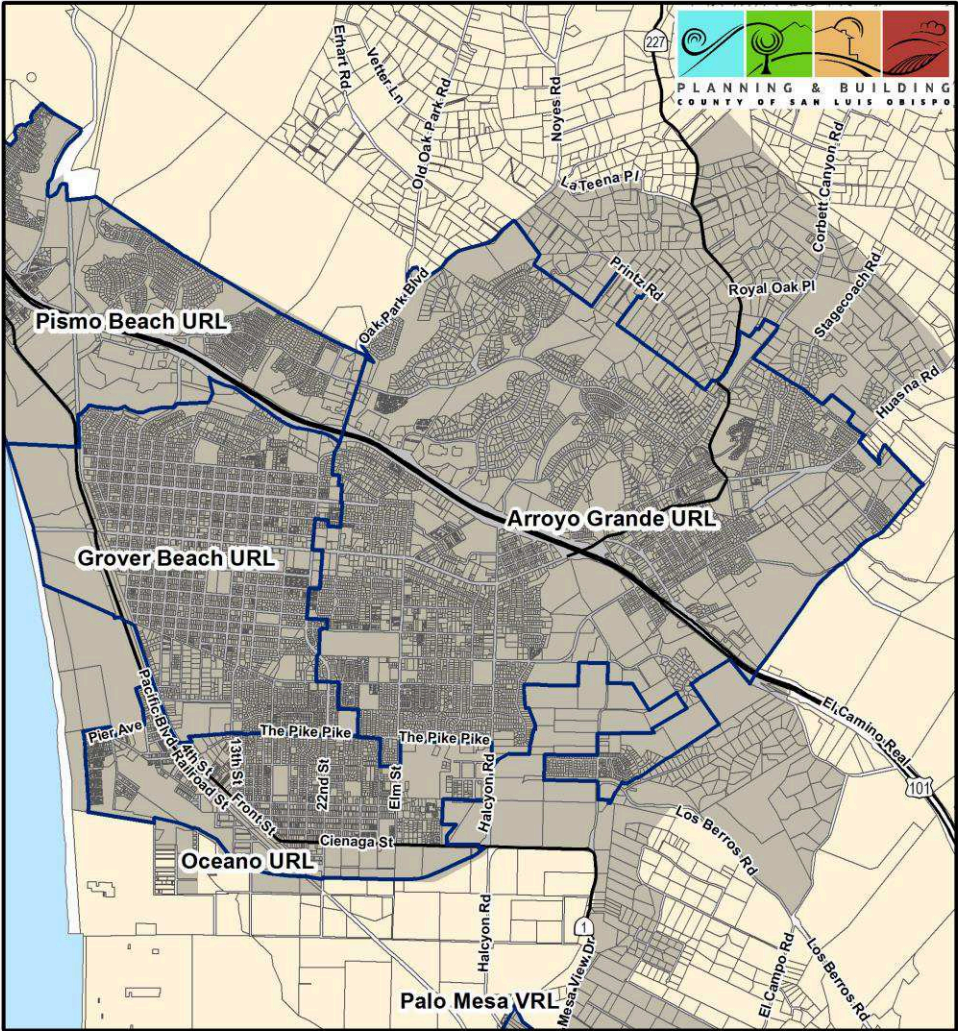 227
PLANNING & BUILDING
COUNTY OF SAN LUIS OBISPO
Erhart Rd
Vetter Ln
Old Oak Park Rd
Noyes Rd
La Teena Pl
Corbett Canyon Rd
Printz Rd
Royal Oak Pl
Stagecoach Rd
Oak Park Blvd
Pismo Beach URL
Huasna Rd
Arroyo Grande URL
Grover Beach URL
Pacific Blvd
Pier Ave
The Pike Pike
The Pike Pike
4th St
Railroad St
13th St
Front St
22nd St
Elm St
Halcyon Rd
El Camino Real
101
Cienaga St
Los Berros Rd
Oceano URL
1
Halcyon Rd
Mesa View Dr
El Campo Rd
Los Berros Rd
Palo Mesa VRL